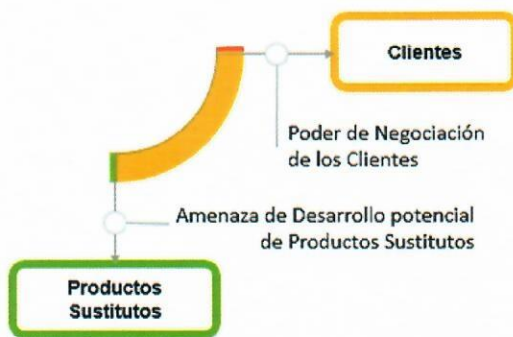 Clientes
Poder de Negociación
de los Clientes
Amenaza de Desarrollo potencial
de Productos Sustitutos
Productos
Sustitutos